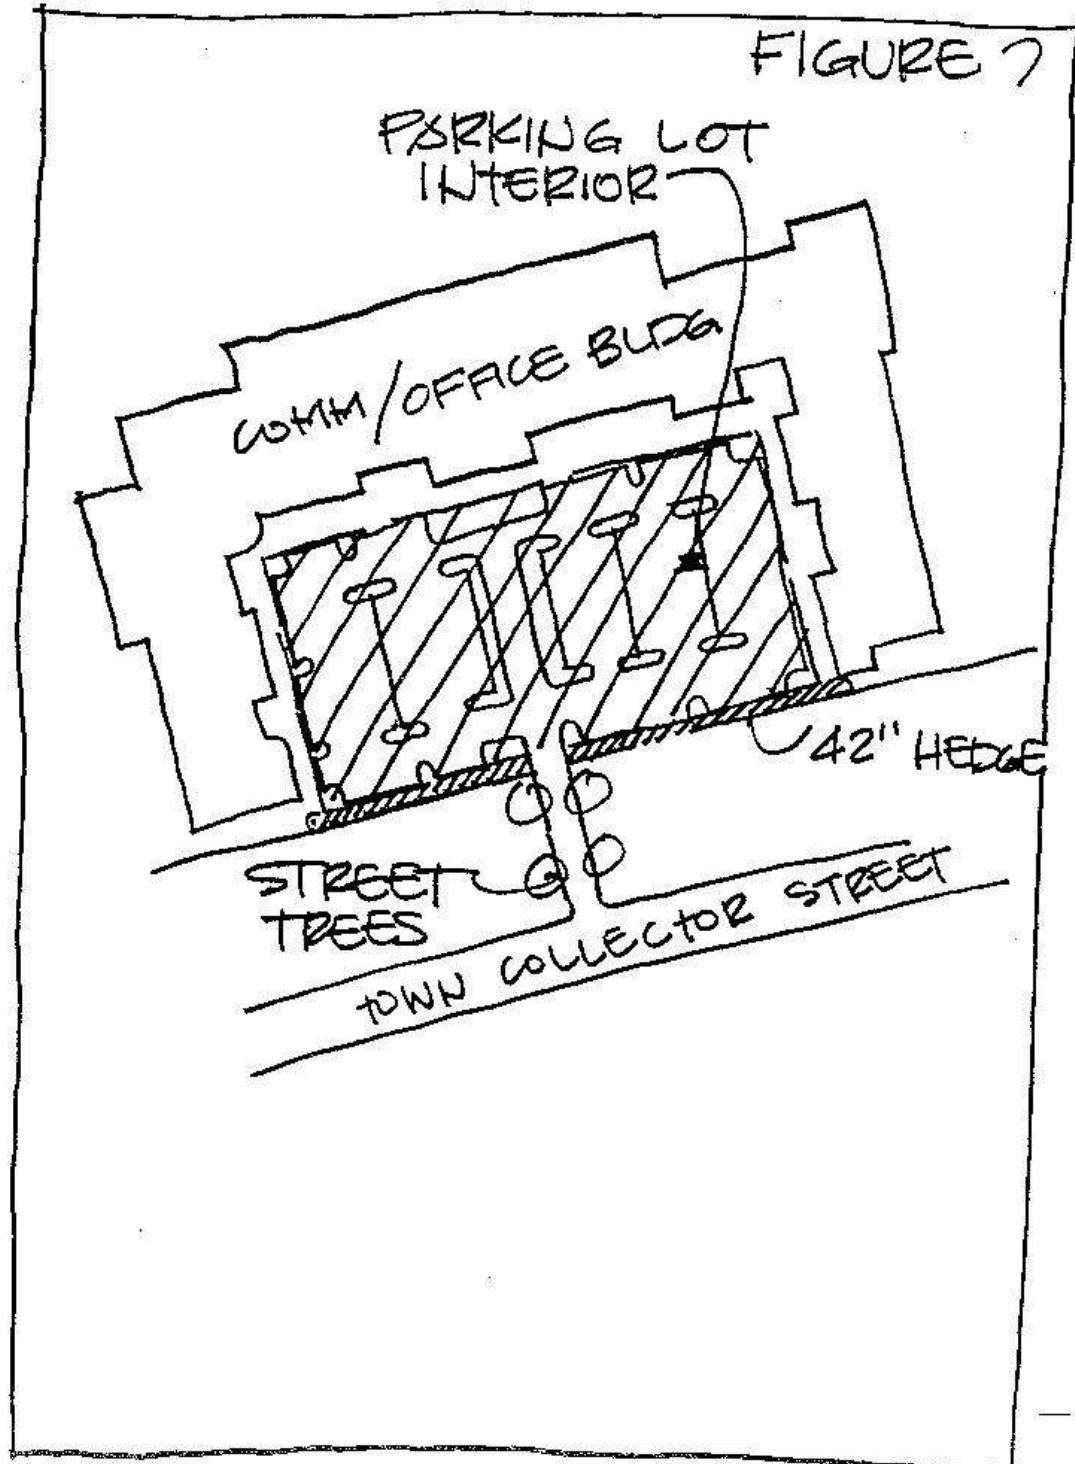 FIGURE 7
PARKING LOT
INTERIOR
COMM/OFFICE BLDG
42" HEDGE
STREET
TREES
TOWN COLLECTOR STREET